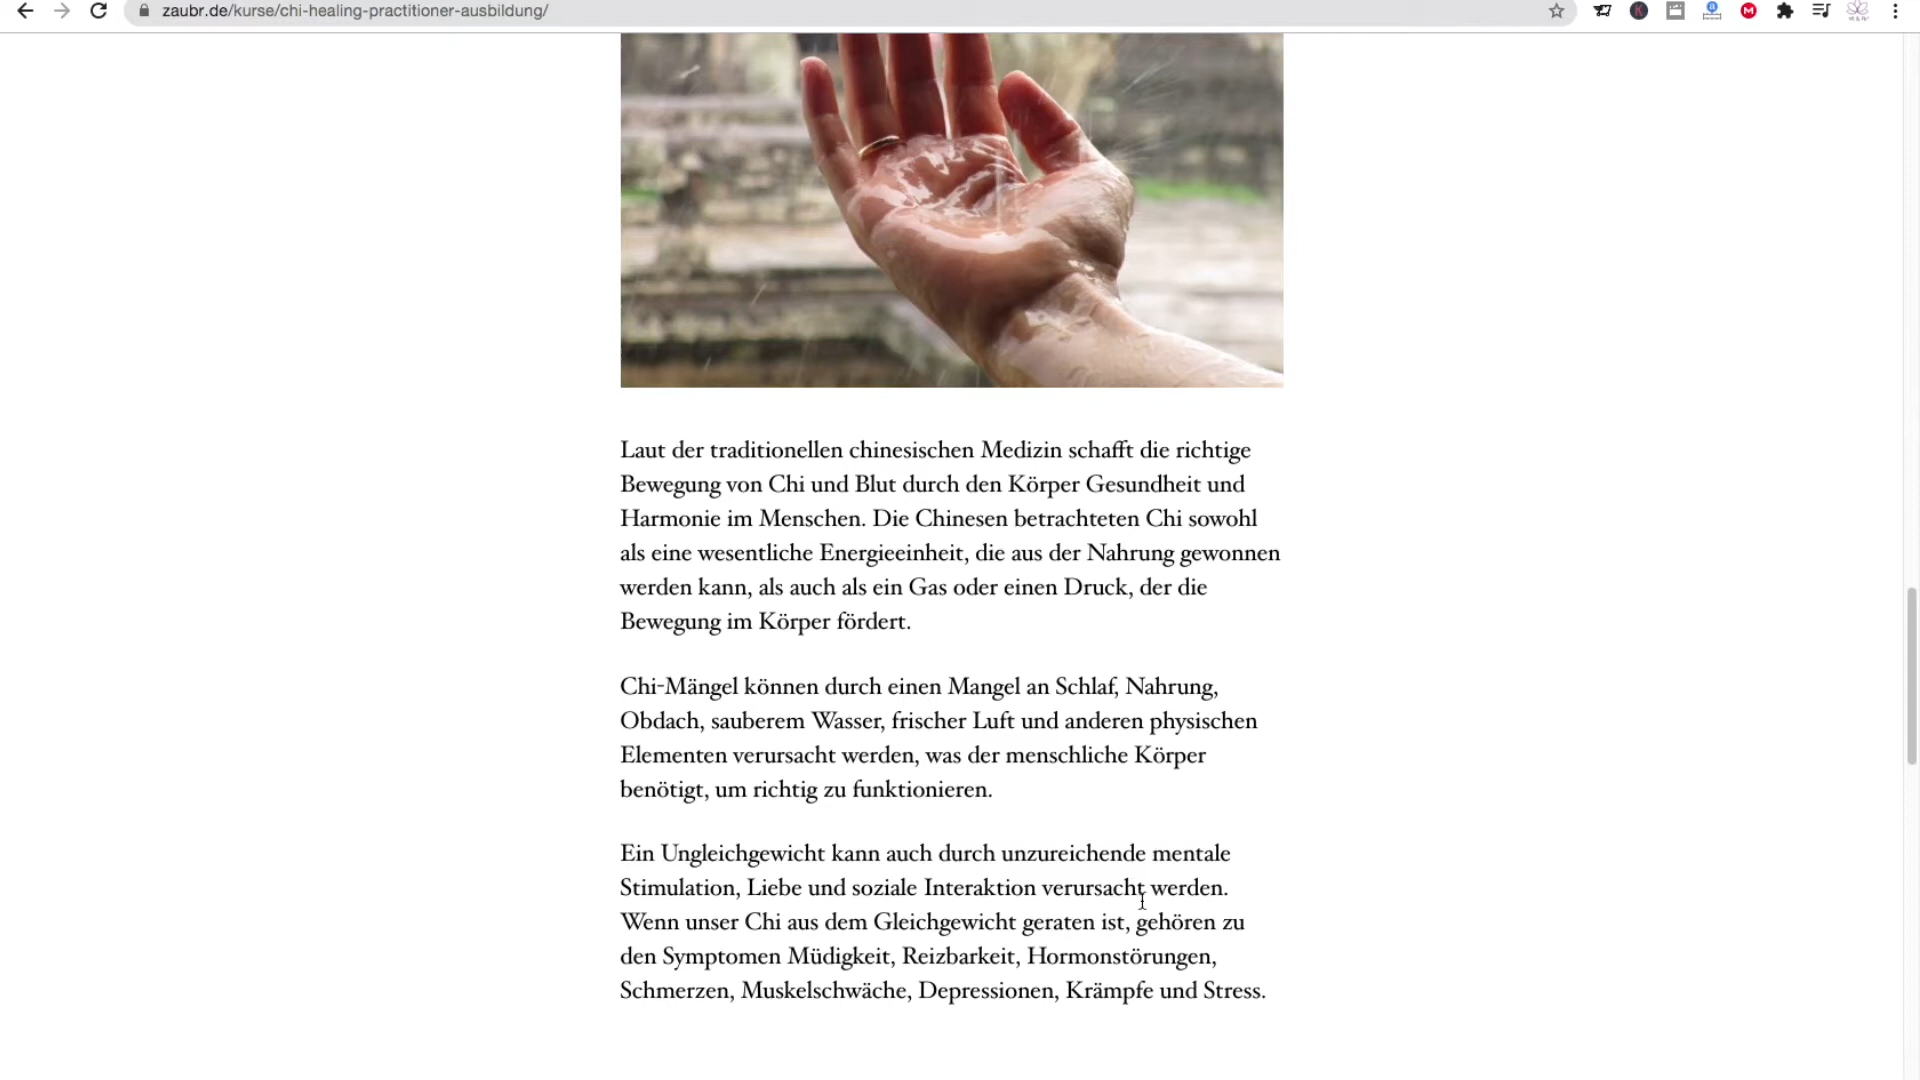 zaubr.de/kurse/chi-healing-practitioner-ausbildung/
Laut der traditionellen chinesischen Medizin schafft die richtige
Bewegung von Chi und Blut durch den Körper Gesundheit und
Harmonie im Menschen. Die Chinesen betrachteten Chi sowohl
als eine wesentliche Energieeinheit, die aus der Nahrung gewonnen
werden kann, als auch als ein Gas oder einen Druck, der die
Bewegung im Körper fördert.
Chi-Mängel können durch einen Mangel an Schlaf, Nahrung,
Obdach, sauberem Wasser, frischer Luft und anderen physischen
Elementen verursacht werden, was der menschliche Körper
benötigt, um richtig zu funktionieren.
Ein Ungleichgewicht kann auch durch unzureichende mentale
Stimulation, Liebe und soziale Interaktion verursacht werden.
Wenn unser Chi aus dem Gleichgewicht geraten ist, gehören zu
den Symptomen Müdigkeit, Reizbarkeit, Hormonstörungen,
Schmerzen, Muskelschwäche, Depressionen, Krämpfe und Stress.